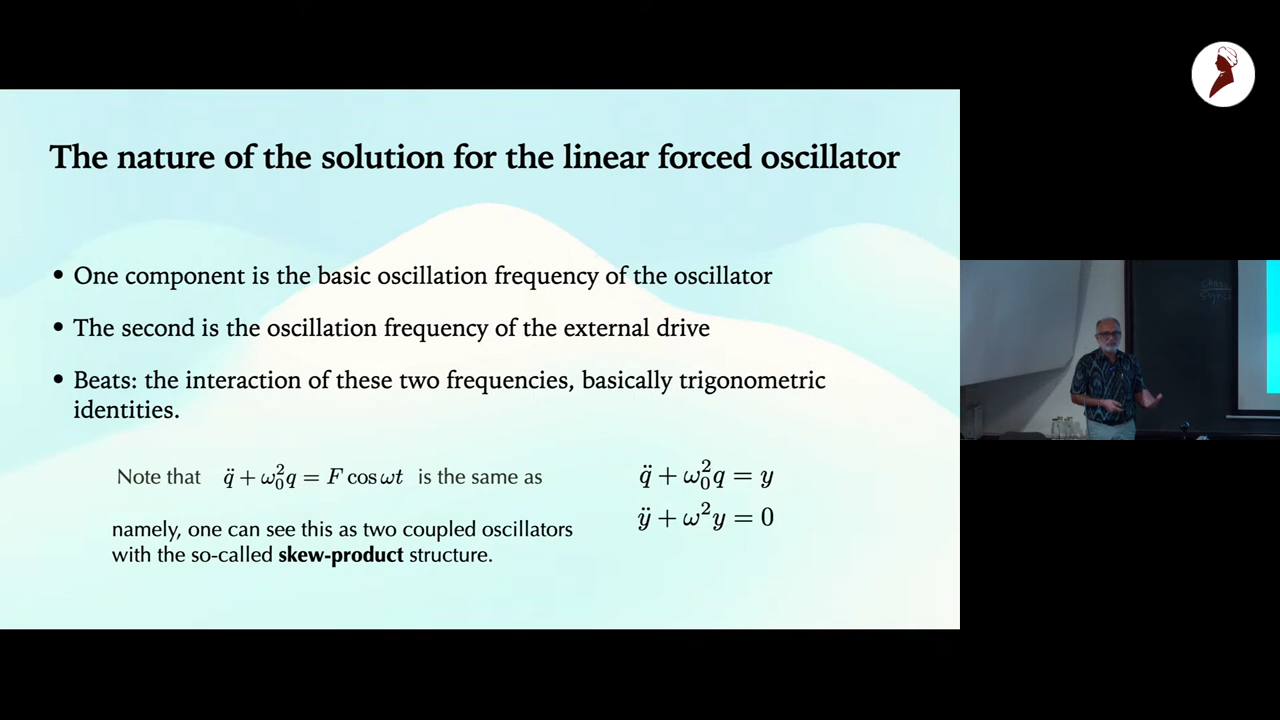 The nature of the solution for the linear forced oscillator
• One component is the basic oscillation frequency of the oscillator
• The second is the oscillation frequency of the external drive
• Beats: the interaction of these two frequencies, basically trigonometric
identities.
Note that q̈ + ω₀²q = F cos ωt is the same as
q̈ + ω₀²q = y
ÿ + ω²y = 0
namely, one can see this as two coupled oscillators
with the so-called skew-product structure.